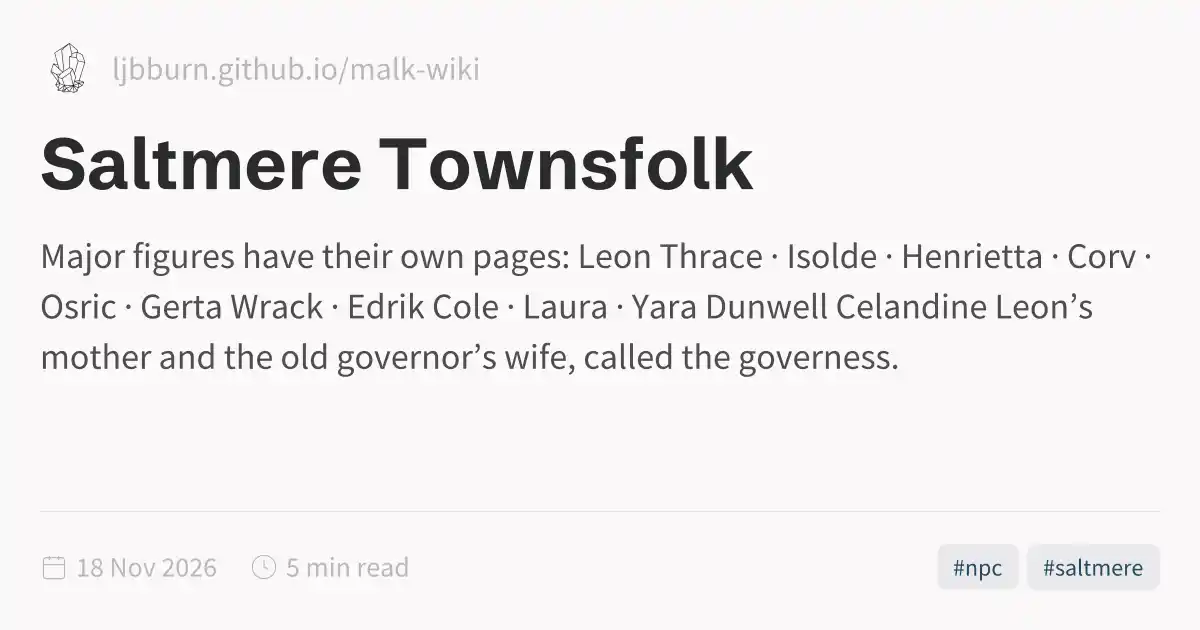 ljbburn.github.io/malk-wiki
Saltmere Townsfolk
Major figures have their own pages: Leon Thrace · Isolde · Henrietta · Corv ·
Osric · Gerta Wrack · Edrik Cole · Laura · Yara Dunwell Celandine Leon’s
mother and the old governor’s wife, called the governess.
18 Nov 2026 5 min read #npc #saltmere